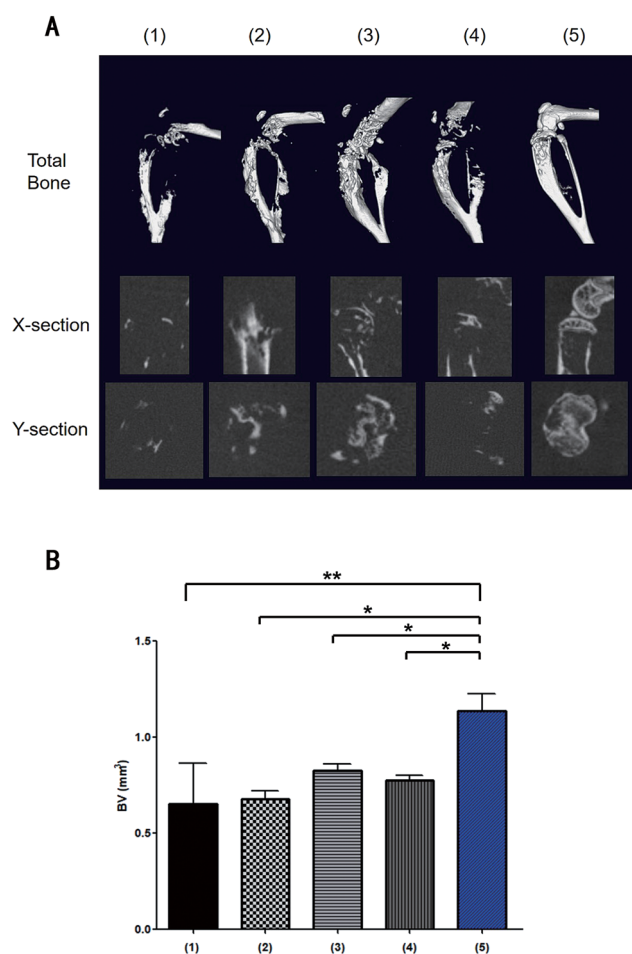 A
(1) (2) (3) (4) (5)
Total
Bone
X-section
Y-section
B
**
*
*
*
1.5
1.0
0.5
0.0
BV (mm³)
(1) (2) (3) (4) (5)